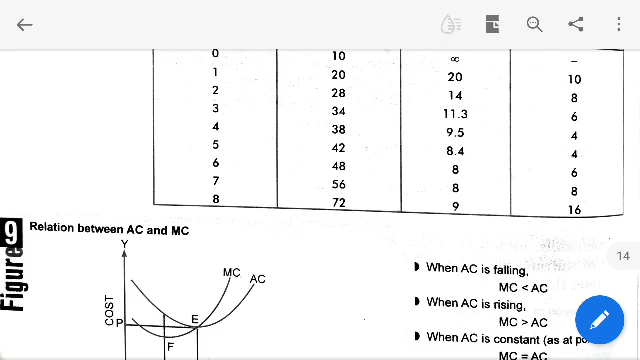 0 10 ∞ –
1 20 20 10
2 28 14 8
3 34 11.3 6
4 38 9.5 4
5 42 8.4 4
6 48 8 6
7 56 8 8
8 72 9 16
Figure 9
Relation between AC and MC
Y
COST
P
MC
AC
E
F
When AC is falling,
MC < AC
When AC is rising,
MC > AC
When AC is constant (as at
MC = AC
14